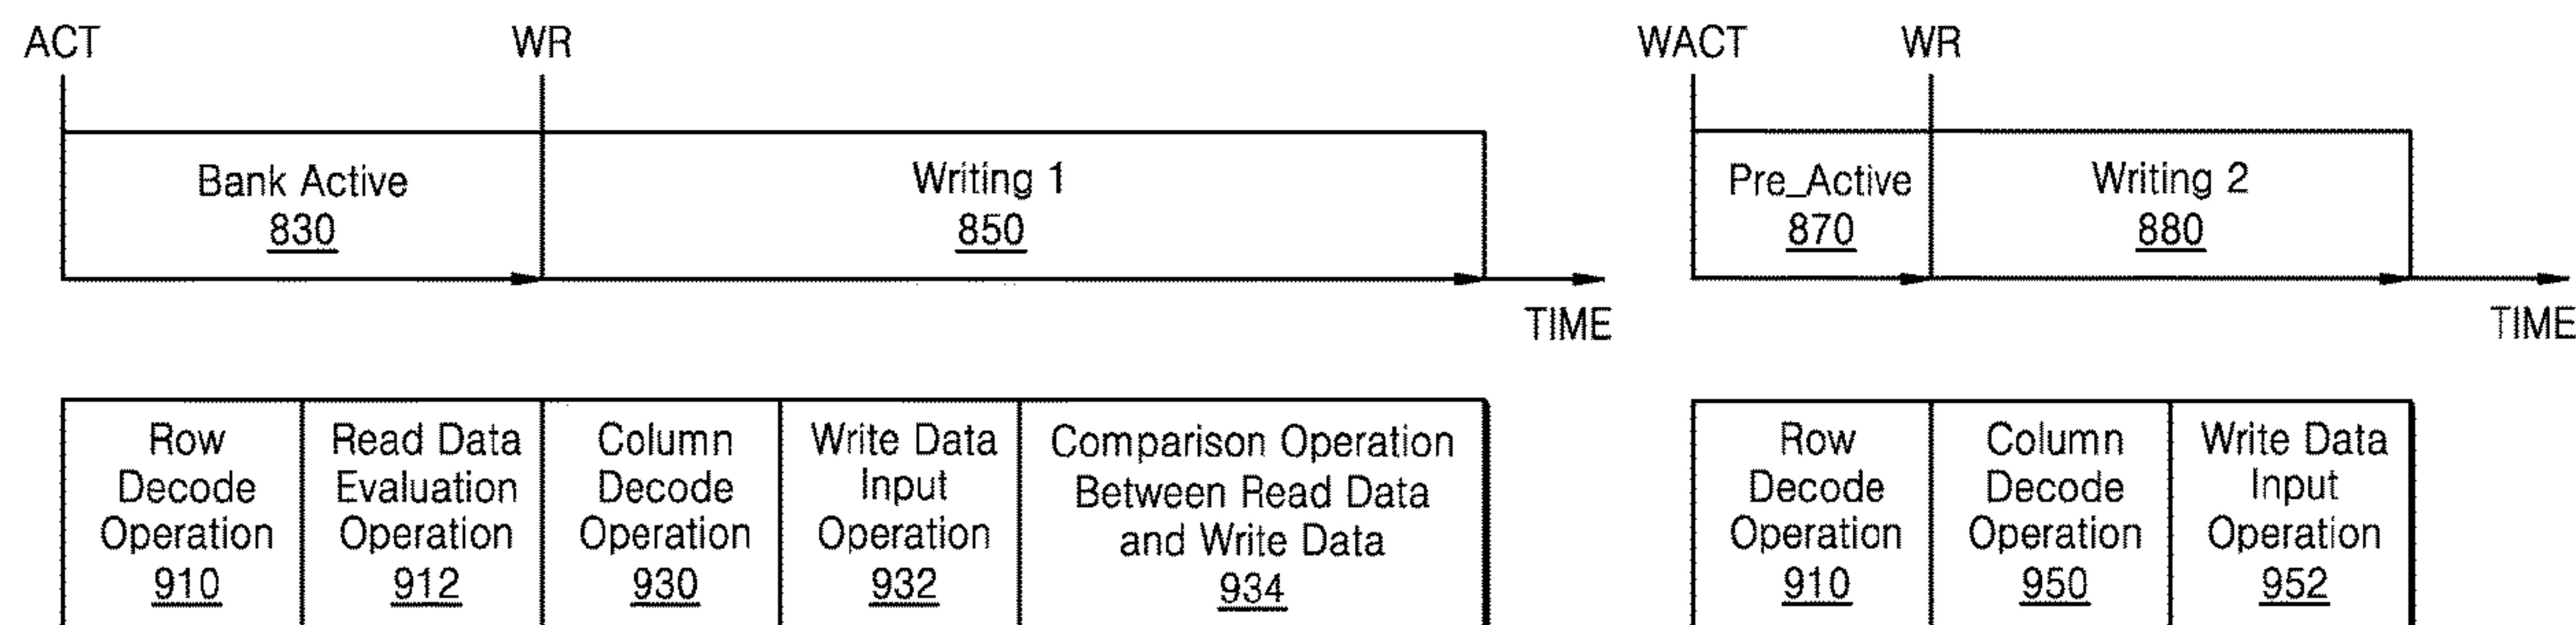 ACT WR WACT WR
Bank Active
830
Writing 1
850
Pre_Active
870
Writing 2
880
TIME TIME
Row
Decode
Operation
910
Read Data
Evaluation
Operation
912
Column
Decode
Operation
930
Write Data
Input
Operation
932
Comparison Operation
Between Read Data
and Write Data
934
Row
Decode
Operation
910
Column
Decode
Operation
950
Write Data
Input
Operation
952